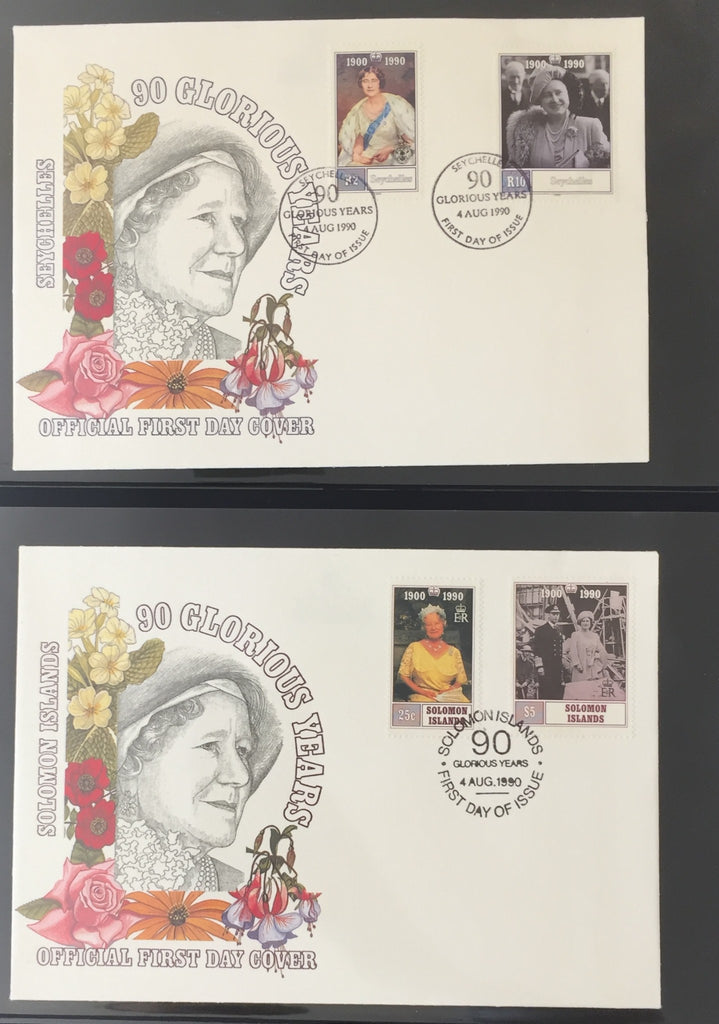 SEYCHELLES
90 GLORIOUS YEARS
OFFICIAL FIRST DAY COVER
1900 1990
Seychelles
SEYCHELLES
90
GLORIOUS YEARS
4 AUG 1990
FIRST DAY OF ISSUE
1900 1990
R10 Seychelles
SEYCHELLES
90
GLORIOUS YEARS
4 AUG 1990
FIRST DAY OF ISSUE
SOLOMON ISLANDS
90 GLORIOUS YEARS
OFFICIAL FIRST DAY COVER
1900 1990
E R
25c SOLOMON
ISLANDS
1900 1990
E R
$5 SOLOMON
ISLANDS
SOLOMON ISLANDS
90
GLORIOUS YEARS
4 AUG.1990
FIRST DAY OF ISSUE